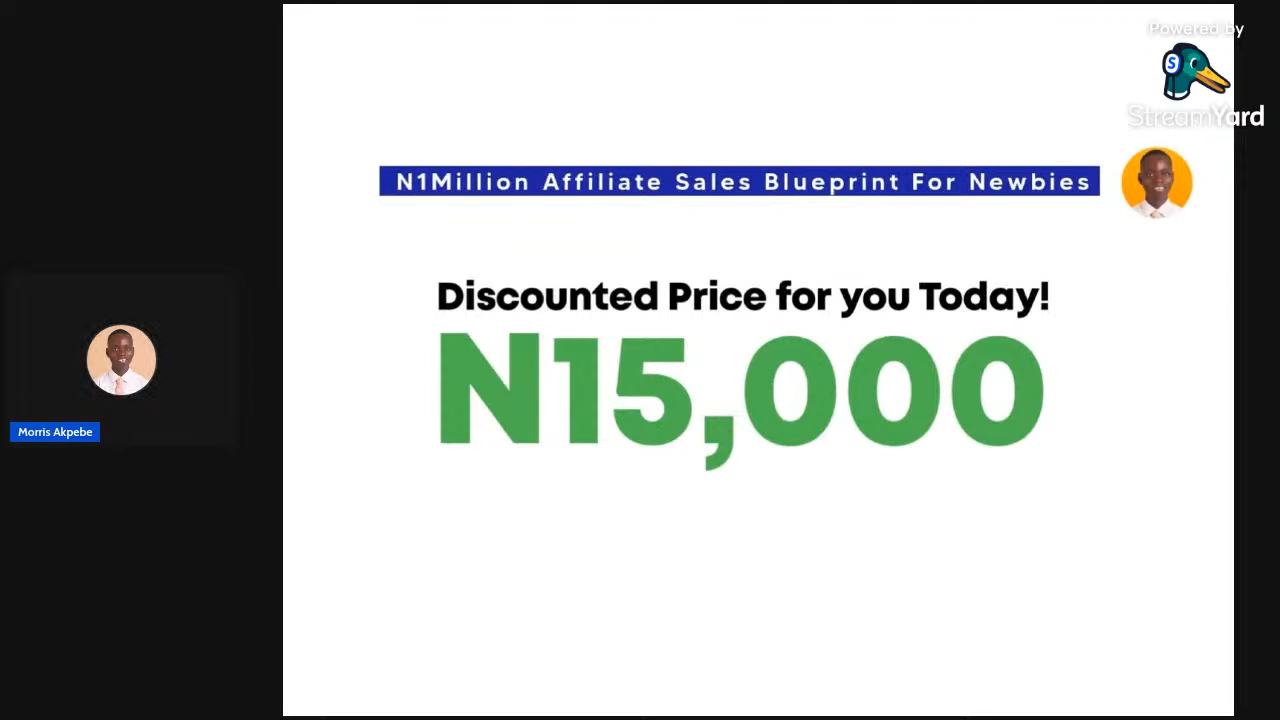 Powered by
S
StreamYard
N1Million Affiliate Sales Blueprint For Newbies
Discounted Price for you Today!
N15,000
Morris Akpebe